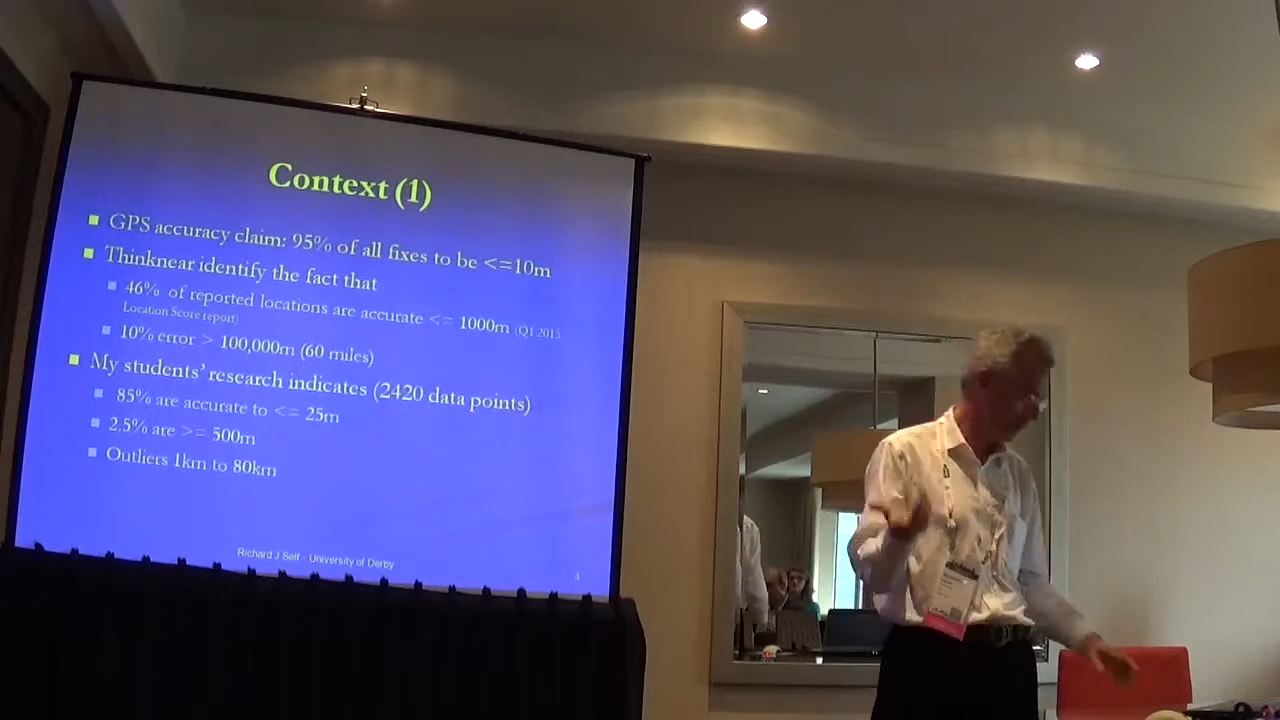 Context (1)
GPS accuracy claim: 95% of all fixes to be <=10m
Thinknear identify the fact that
46% of reported locations are accurate <= 1000m (Q1 2015
Location Score report)
10% error > 100,000m (60 miles)
My students' research indicates (2420 data points)
85% are accurate to <= 25m
2.5% are >= 500m
Outliers 1km to 80km
Richard J Self - University of Derby
3